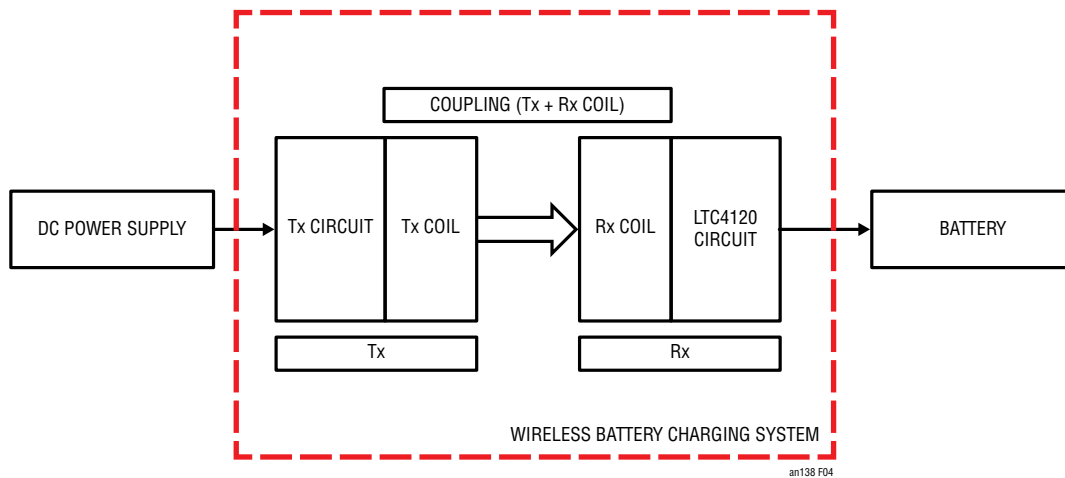 COUPLING (Tx + Rx COIL)
DC POWER SUPPLY
Tx CIRCUIT
Tx COIL
Rx COIL
LTC4120
CIRCUIT
BATTERY
Tx
Rx
WIRELESS BATTERY CHARGING SYSTEM
an138 F04